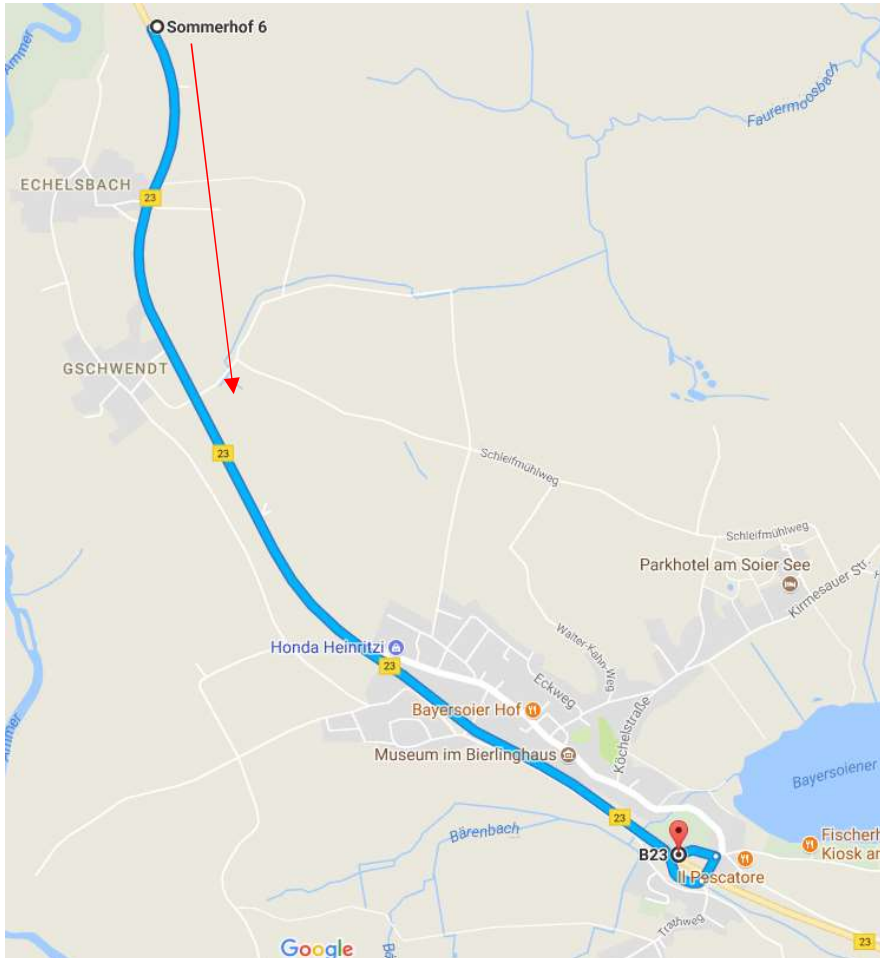 Sommerhof 6
Ammer
Faurermoosbach
ECHELSBACH
23
GSCHWENDT
23
Schleifmühlweg
Schleifmühlweg
Parkhotel am Soier See
Kirmesauer Str.
Honda Heinritzi
23
Walter-Kahn-Weg
Eckweg
Bayersoier Hof
Köchelstraße
Museum im Bierlinghaus
Ammer
Bayersoiener
23
Bärenbach
Fischerh
Kiosk am
B23
Il Pescatore
Trathweg
23
Google